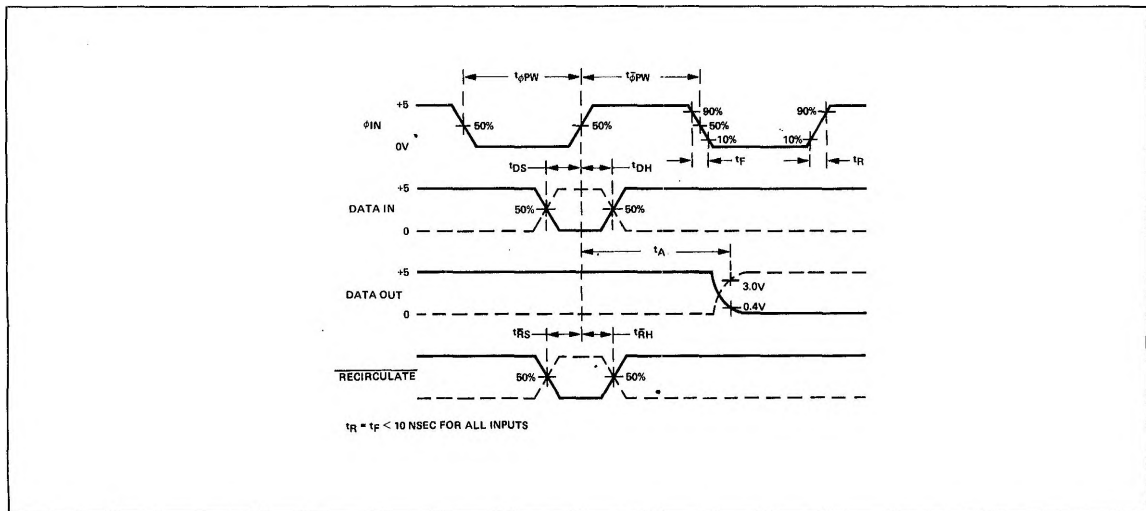 tφPW tφ̅PW
+5 90% 90%
φIN 50% 50% 50%
0V 10% 10%
tDS tDH tF tR
+5
DATA IN 50% 50%
0
tA
+5
DATA OUT 3.0V
0 0.4V
tR̅S tR̅H
R̅E̅C̅I̅R̅C̅U̅L̅A̅T̅E̅ 50% 50%
tR = tF < 10 NSEC FOR ALL INPUTS